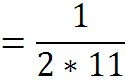 = 1 / (2 * 11)